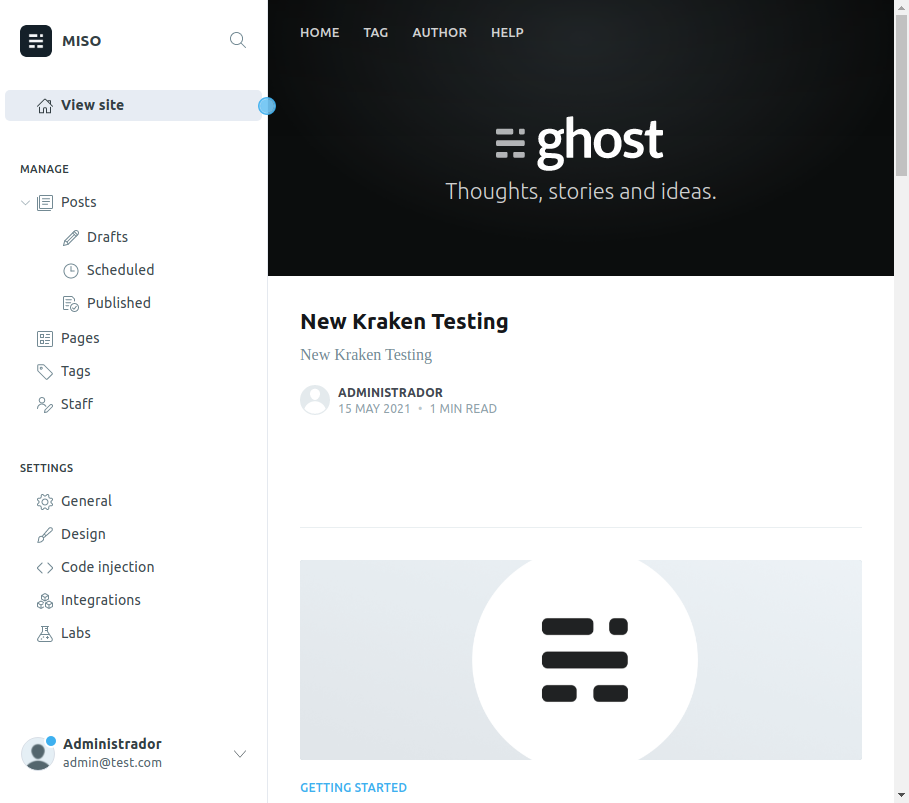 MISO
View site
MANAGE
Posts
Drafts
Scheduled
Published
Pages
Tags
Staff
SETTINGS
General
Design
Code injection
Integrations
Labs
Administrador
admin@test.com
HOME TAG AUTHOR HELP
ghost
Thoughts, stories and ideas.
New Kraken Testing
New Kraken Testing
ADMINISTRADOR
15 MAY 2021 • 1 MIN READ
GETTING STARTED